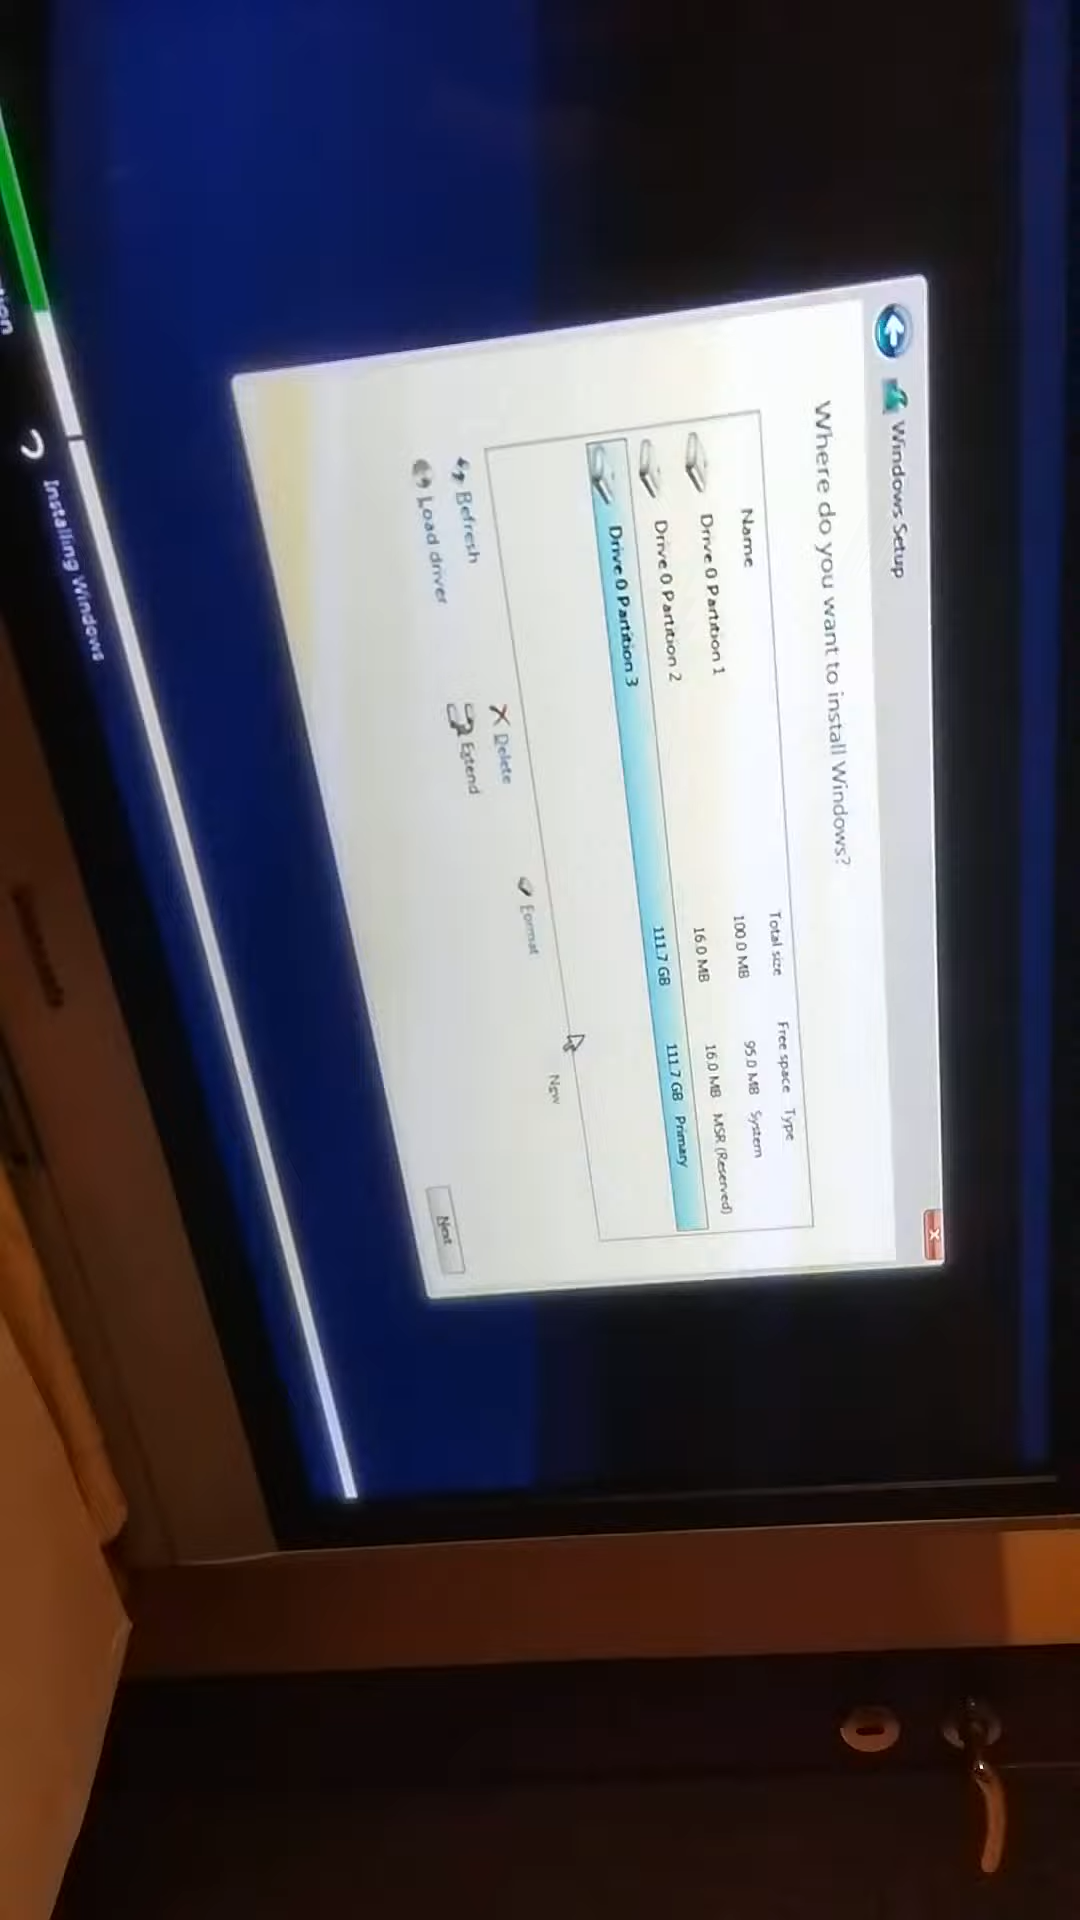 Windows Setup
Where do you want to install Windows?
Name Total size Free space Type
Drive 0 Partition 1 100.0 MB 95.0 MB System
Drive 0 Partition 2 16.0 MB 16.0 MB MSR (Reserved)
Drive 0 Partition 3 111.7 GB 111.7 GB Primary
Refresh Delete Format New
Load driver Extend
Next
2 Installing Windows